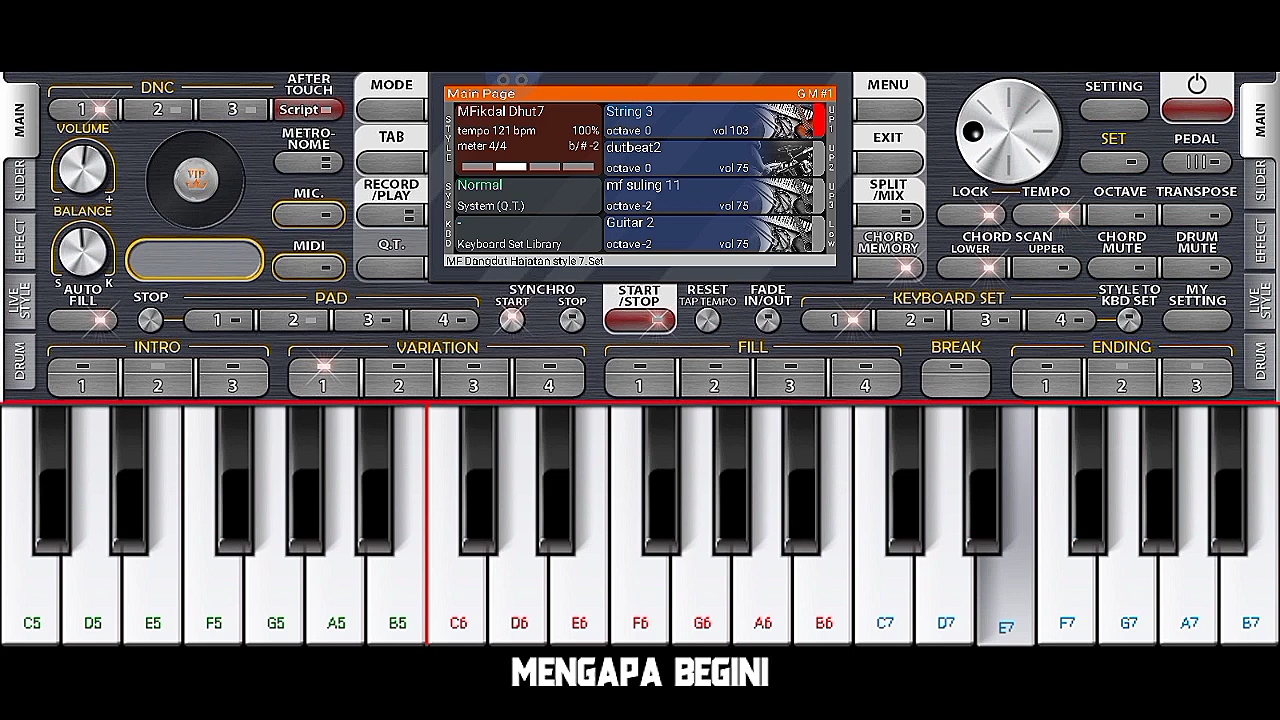 DNC
AFTER TOUCH
MODE
Main Page G M #1
MENU
SETTING
MAIN
1 2 3 Script
MFikdal Dhut7
String 3
MAIN
VOLUME
METRO-NOME
TAB
tempo 121 bpm 100%
octave 0 vol 103
EXIT
SET
PEDAL
meter 4/4 b/# -2
dutbeat2
octave 0 vol 75
VIP
- +
SLIDER
MIC.
RECORD /PLAY
Normal
mf suling 11
SPLIT /MIX
LOCK TEMPO OCTAVE TRANSPOSE
SLIDER
System (Q.T.)
octave -2 vol 75
BALANCE
-
Guitar 2
EFFECT
MIDI
Q.T.
Keyboard Set Library
octave -2 vol 75
CHORD MEMORY
CHORD SCAN
LOWER UPPER
CHORD MUTE
DRUM MUTE
EFFECT
MF Dangdut Hajatan style 7.Set
STYLE
SYS
KBD
UP1
UP2
UP3
Low
S K
LIVE STYLE
AUTO FILL
STOP
PAD
SYNCHRO
START STOP
START /STOP
RESET
TAP TEMPO
FADE IN/OUT
KEYBOARD SET
STYLE TO KBD SET
MY SETTING
LIVE STYLE
1 2 3 4
1 2 3 4
DRUM
INTRO
VARIATION
FILL
BREAK
ENDING
DRUM
1 2 3
1 2 3 4
1 2 3 4
1 2 3
C5 D5 E5 F5 G5 A5 B5 C6 D6 E6 F6 G6 A6 B6 C7 D7 E7 F7 G7 A7 B7
MENGAPA BEGINI